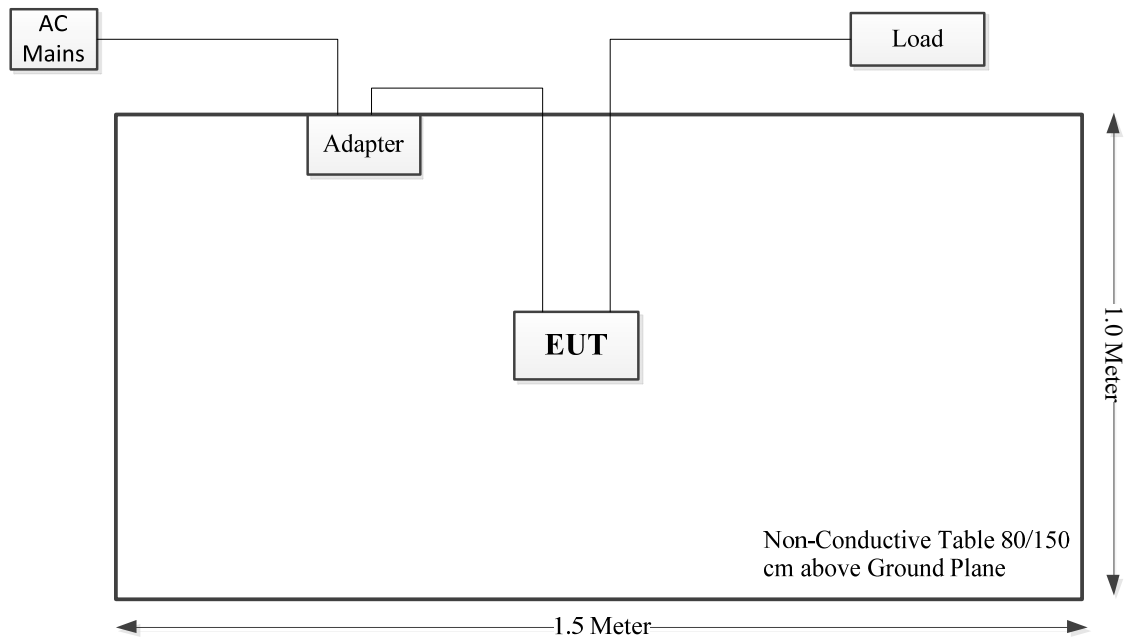 AC
Mains
Load
Adapter
EUT
1.0 Meter
Non-Conductive Table 80/150
cm above Ground Plane
1.5 Meter